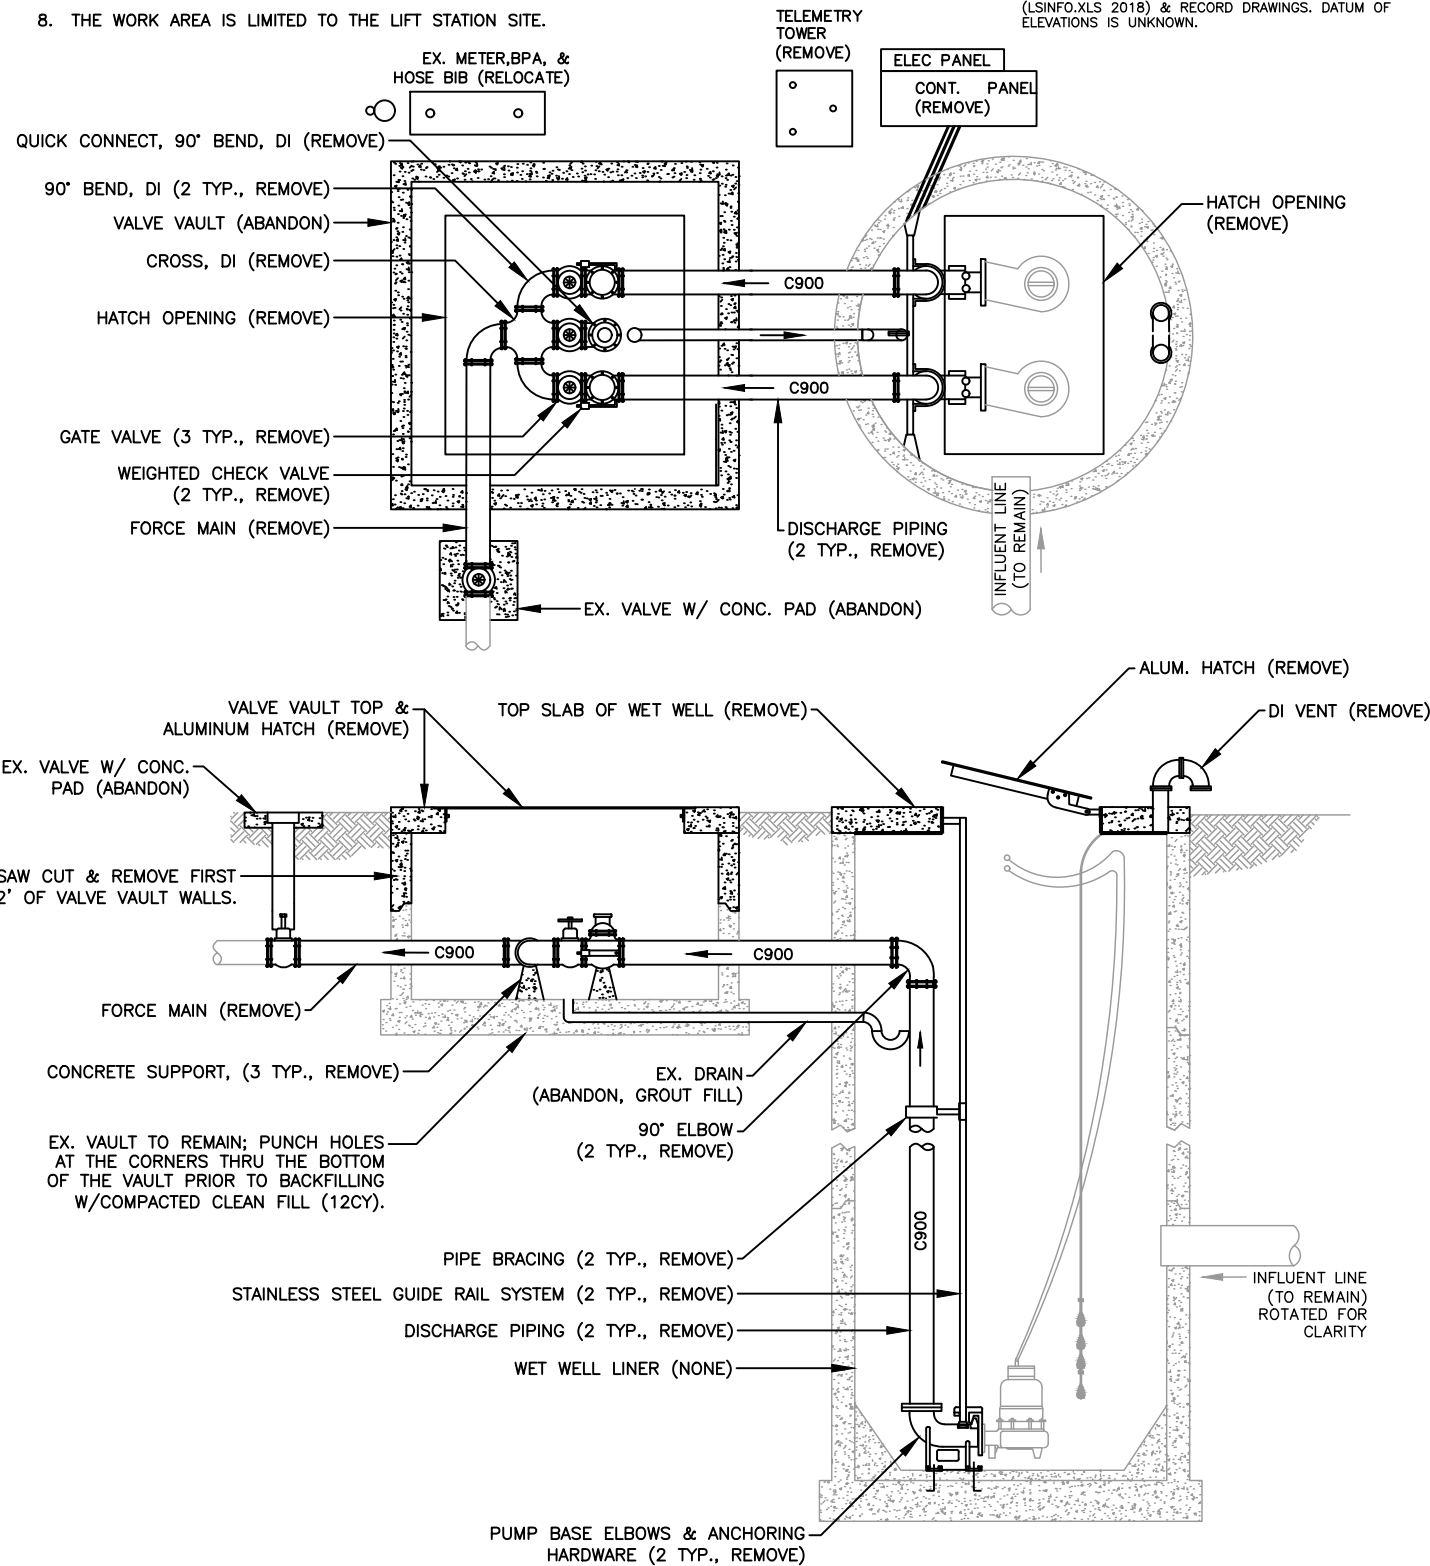 8. THE WORK AREA IS LIMITED TO THE LIFT STATION SITE.
(LSINFO.XLS 2018) & RECORD DRAWINGS. DATUM OF
ELEVATIONS IS UNKNOWN.
TELEMETRY
TOWER
(REMOVE)
EX. METER,BPA, &
HOSE BIB (RELOCATE)
ELEC PANEL
CONT. PANEL
(REMOVE)
QUICK CONNECT, 90° BEND, DI (REMOVE)
90° BEND, DI (2 TYP., REMOVE)
VALVE VAULT (ABANDON)
CROSS, DI (REMOVE)
HATCH OPENING (REMOVE)
HATCH OPENING
(REMOVE)
C900
C900
GATE VALVE (3 TYP., REMOVE)
WEIGHTED CHECK VALVE
(2 TYP., REMOVE)
FORCE MAIN (REMOVE)
DISCHARGE PIPING
(2 TYP., REMOVE)
INFLUENT LINE
(TO REMAIN)
EX. VALVE W/ CONC. PAD (ABANDON)
ALUM. HATCH (REMOVE)
VALVE VAULT TOP &
ALUMINUM HATCH (REMOVE)
TOP SLAB OF WET WELL (REMOVE)
DI VENT (REMOVE)
EX. VALVE W/ CONC.
PAD (ABANDON)
SAW CUT & REMOVE FIRST
2' OF VALVE VAULT WALLS.
C900
C900
FORCE MAIN (REMOVE)
CONCRETE SUPPORT, (3 TYP., REMOVE)
EX. DRAIN
(ABANDON, GROUT FILL)
90° ELBOW
(2 TYP., REMOVE)
EX. VAULT TO REMAIN; PUNCH HOLES
AT THE CORNERS THRU THE BOTTOM
OF THE VAULT PRIOR TO BACKFILLING
W/COMPACTED CLEAN FILL (12CY).
C900
PIPE BRACING (2 TYP., REMOVE)
STAINLESS STEEL GUIDE RAIL SYSTEM (2 TYP., REMOVE)
DISCHARGE PIPING (2 TYP., REMOVE)
WET WELL LINER (NONE)
INFLUENT LINE
(TO REMAIN)
ROTATED FOR
CLARITY
PUMP BASE ELBOWS & ANCHORING
HARDWARE (2 TYP., REMOVE)